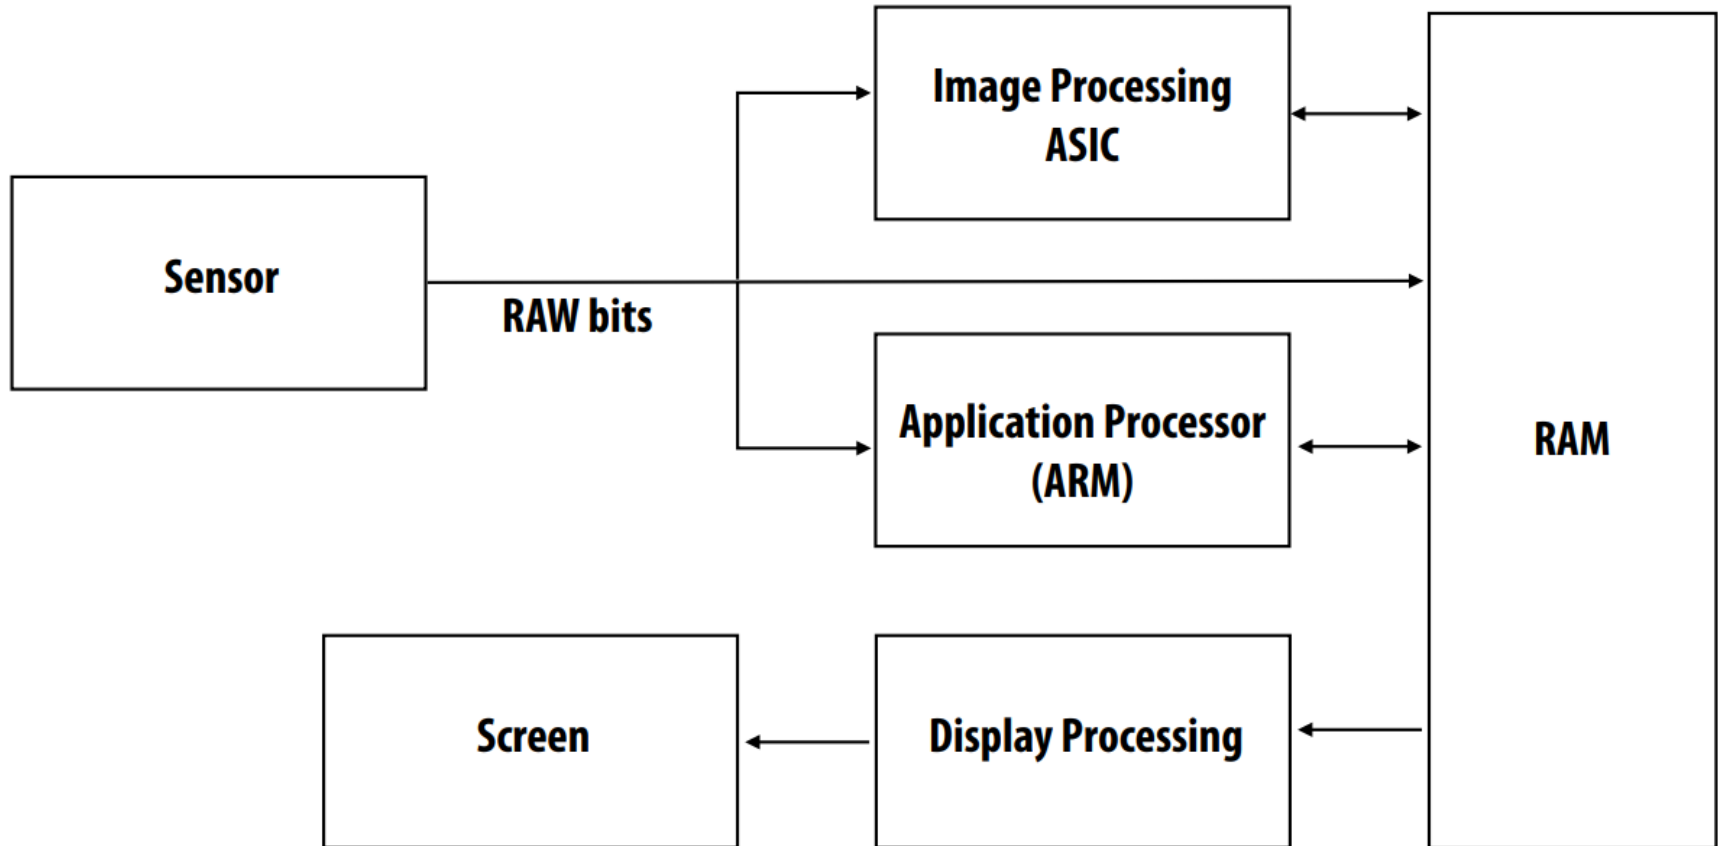 Image Processing
ASIC
Sensor
RAW bits
Application Processor
(ARM)
RAM
Screen
Display Processing